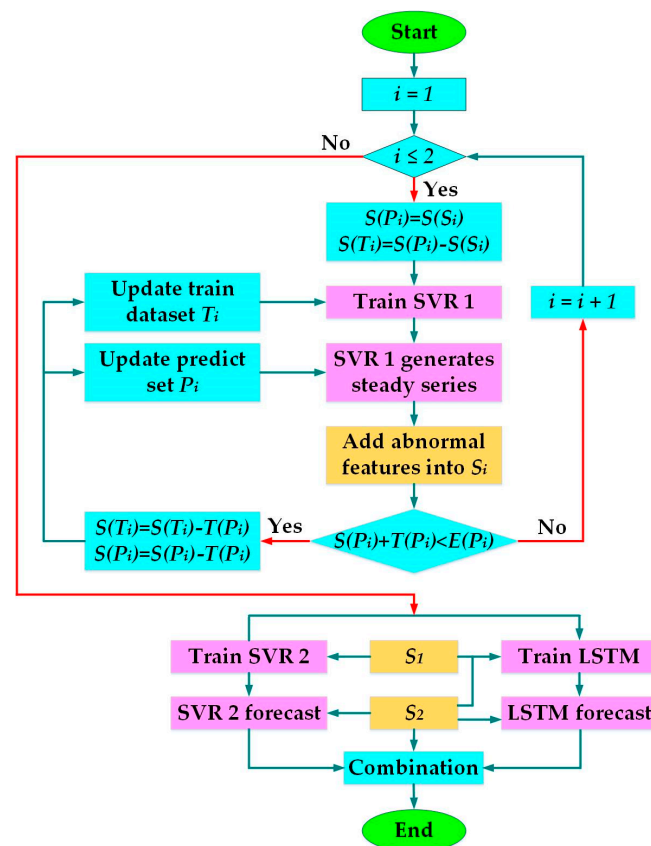 Start
i = 1
No
i ≤ 2
Yes
S(Pi)=S(Si)
S(Ti)=S(Pi)-S(Si)
Update train
dataset Ti
Train SVR 1
i = i + 1
Update predict
set Pi
SVR 1 generates
steady series
Add abnormal
features into Si
S(Ti)=S(Ti)-T(Pi)
S(Pi)=S(Pi)-T(Pi)
Yes
S(Pi)+T(Pi)<E(Pi)
No
Train SVR 2
S1
Train LSTM
SVR 2 forecast
S2
LSTM forecast
Combination
End